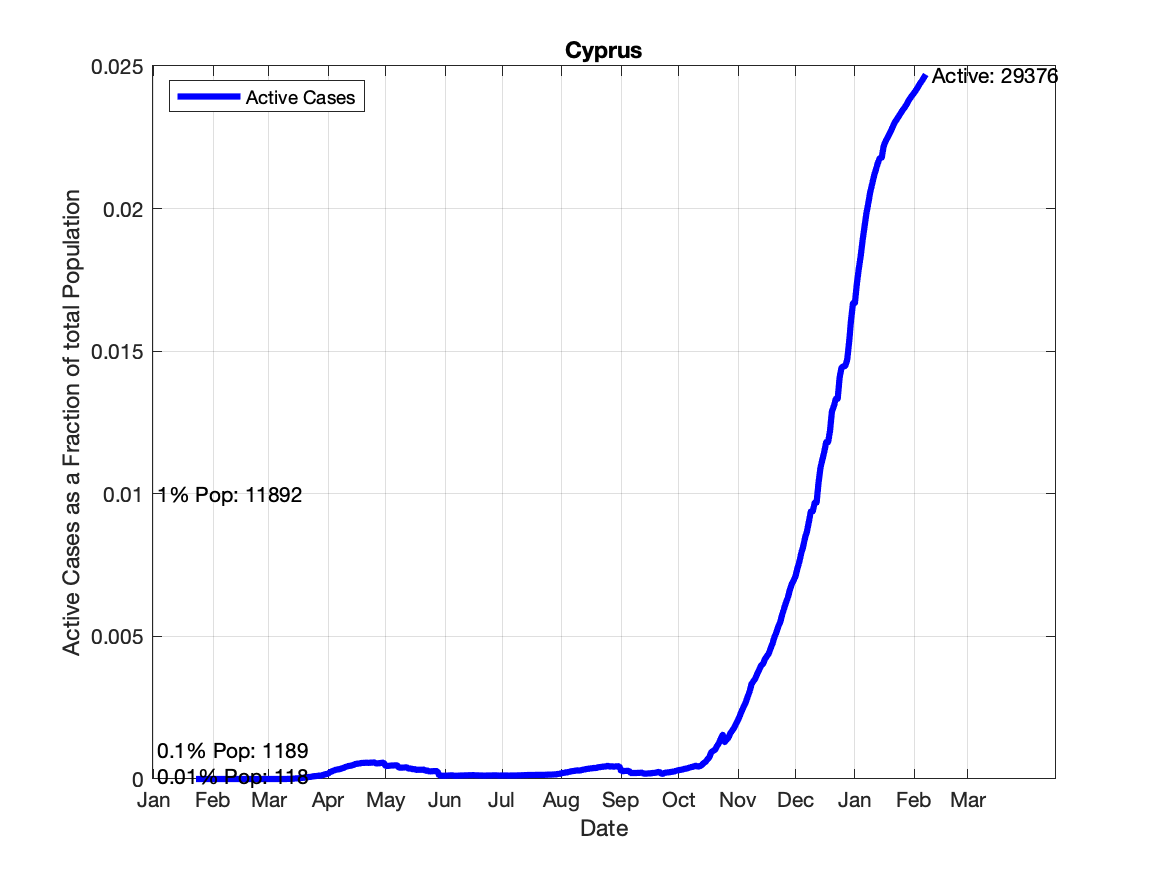 Cyprus
Active Cases
Active: 29376
Active Cases as a Fraction of total Population
0.025
0.02
0.015
0.01
0.005
0
1% Pop: 11892
0.1% Pop: 1189
0.01% Pop: 118
Jan Feb Mar Apr May Jun Jul Aug Sep Oct Nov Dec Jan Feb Mar
Date